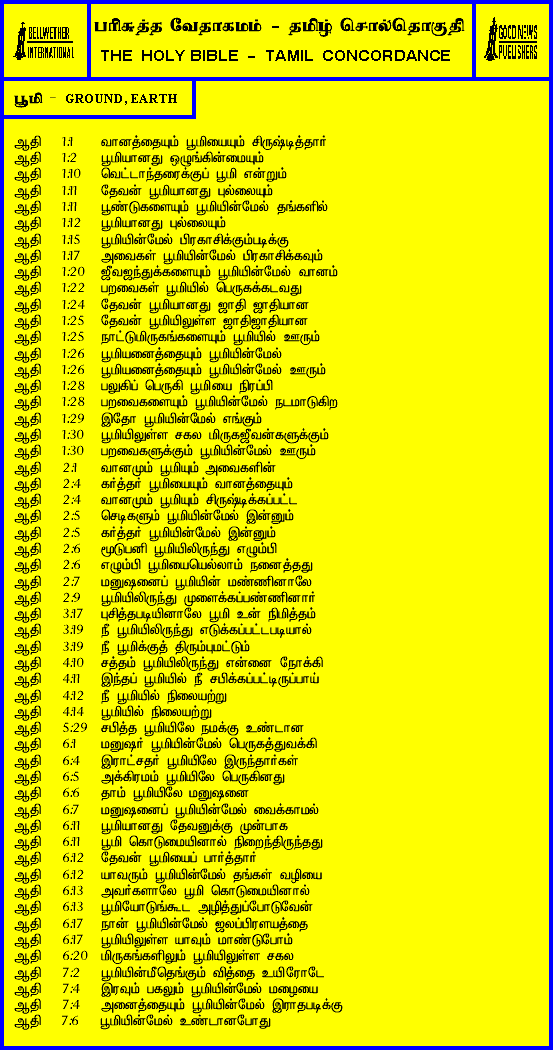 BELLWETHER
INTERNATIONAL
பரிசுத்த வேதாகமம் - தமிழ் சொல்தொகுதி
THE HOLY BIBLE - TAMIL CONCORDANCE
GOOD NEWS
PUBLISHERS
பூமி - GROUND, EARTH
ஆதி 1:1 வானத்தையும் பூமியையும் சிருஷ்டித்தார்
ஆதி 1:2 பூமியானது ஒழுங்கின்மையும்
ஆதி 1:10 வெட்டாந்தரைக்குப் பூமி என்றும்
ஆதி 1:11 தேவன் பூமியானது புல்லையும்
ஆதி 1:11 பூண்டுகளையும் பூமியின்மேல் தங்களில்
ஆதி 1:12 பூமியானது புல்லையும்
ஆதி 1:15 பூமியின்மேல் பிரகாசிக்கும்படிக்கு
ஆதி 1:17 அவைகள் பூமியின்மேல் பிரகாசிக்கவும்
ஆதி 1:20 ஜீவஜந்துக்களையும் பூமியின்மேல் வானம்
ஆதி 1:22 பறவைகள் பூமியில் பெருகக்கடவது
ஆதி 1:24 தேவன் பூமியானது ஜாதி ஜாதியான
ஆதி 1:25 தேவன் பூமியிலுள்ள ஜாதிஜாதியான
ஆதி 1:25 நாட்டுமிருகங்களையும் பூமியில் ஊரும்
ஆதி 1:26 பூமியனைத்தையும் பூமியின்மேல்
ஆதி 1:26 பூமியனைத்தையும் பூமியின்மேல் ஊரும்
ஆதி 1:28 பலுகிப் பெருகி பூமியை நிரப்பி
ஆதி 1:28 பறவைகளையும் பூமியின்மேல் நடமாடுகிற
ஆதி 1:29 இதோ பூமியின்மேல் எங்கும்
ஆதி 1:30 பூமியிலுள்ள சகல மிருகஜீவன்களுக்கும்
ஆதி 1:30 பறவைகளுக்கும் பூமியின்மேல் ஊரும்
ஆதி 2:1 வானமும் பூமியும் அவைகளின்
ஆதி 2:4 கர்த்தர் பூமியையும் வானத்தையும்
ஆதி 2:4 வானமும் பூமியும் சிருஷ்டிக்கப்பட்ட
ஆதி 2:5 செடிகளும் பூமியின்மேல் இன்னும்
ஆதி 2:5 கர்த்தர் பூமியின்மேல் இன்னும்
ஆதி 2:6 மூடுபனி பூமியிலிருந்து எழும்பி
ஆதி 2:6 எழும்பி பூமியையெல்லாம் நனைத்தது
ஆதி 2:7 மனுஷனைப் பூமியின் மண்ணினாலே
ஆதி 2:9 பூமியிலிருந்து முளைக்கப்பண்ணினார்
ஆதி 3:17 புசித்தபடியினாலே பூமி உன் நிமித்தம்
ஆதி 3:19 நீ பூமியிலிருந்து எடுக்கப்பட்டபடியால்
ஆதி 3:19 நீ பூமிக்குத் திரும்புமட்டும்
ஆதி 4:10 சத்தம் பூமியிலிருந்து என்னை நோக்கி
ஆதி 4:11 இந்தப் பூமியில் நீ சபிக்கப்பட்டிருப்பாய்
ஆதி 4:12 நீ பூமியில் நிலையற்று
ஆதி 4:14 பூமியில் நிலையற்று
ஆதி 5:29 சபித்த பூமியிலே நமக்கு உண்டான
ஆதி 6:1 மனுஷர் பூமியின்மேல் பெருகத்துவக்கி
ஆதி 6:4 இராட்சதர் பூமியிலே இருந்தார்கள்
ஆதி 6:5 அக்கிரமம் பூமியிலே பெருகினது
ஆதி 6:6 தாம் பூமியிலே மனுஷனை
ஆதி 6:7 மனுஷனைப் பூமியின்மேல் வைக்காமல்
ஆதி 6:11 பூமியானது தேவனுக்கு முன்பாக
ஆதி 6:11 பூமி கொடுமையினால் நிறைந்திருந்தது
ஆதி 6:12 தேவன் பூமியைப் பார்த்தார்
ஆதி 6:12 யாவரும் பூமியின்மேல் தங்கள் வழியை
ஆதி 6:13 அவர்களாலே பூமி கொடுமையினால்
ஆதி 6:13 பூமியோடுங்கூட அழித்துப்போடுவேன்
ஆதி 6:17 நான் பூமியின்மேல் ஜலப்பிரளயத்தை
ஆதி 6:17 பூமியிலுள்ள யாவும் மாண்டுபோம்
ஆதி 6:20 மிருகங்களிலும் பூமியிலுள்ள சகல
ஆதி 7:2 பூமியின்மீதெங்கும் வித்தை உயிரோடே
ஆதி 7:4 இரவும் பகலும் பூமியின்மேல் மழையை
ஆதி 7:4 அனைத்தையும் பூமியின்மேல் இராதபடிக்கு
ஆதி 7:6 பூமியின்மேல் உண்டானபோது